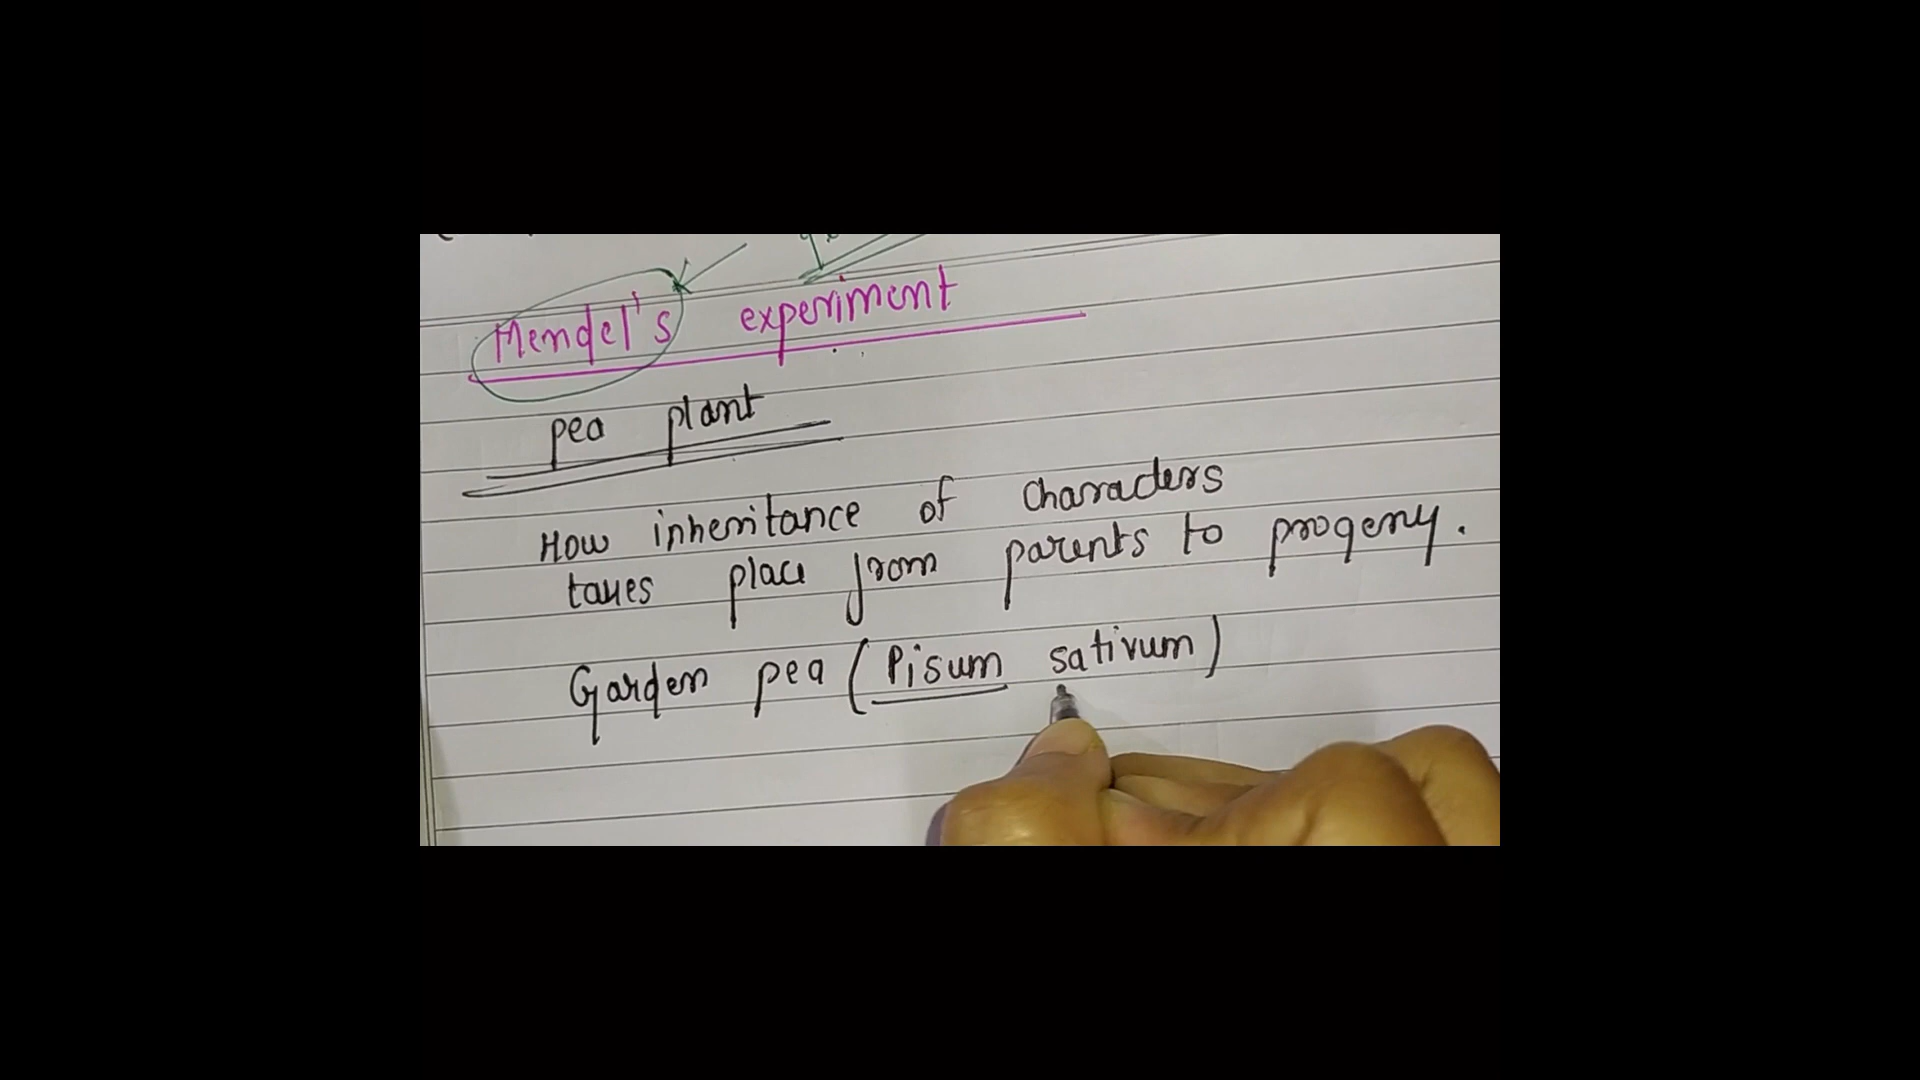 Mendel's experiment
pea plant
How inheritance of characters
takes place from parents to progeny.
Garden pea (Pisum sativum)